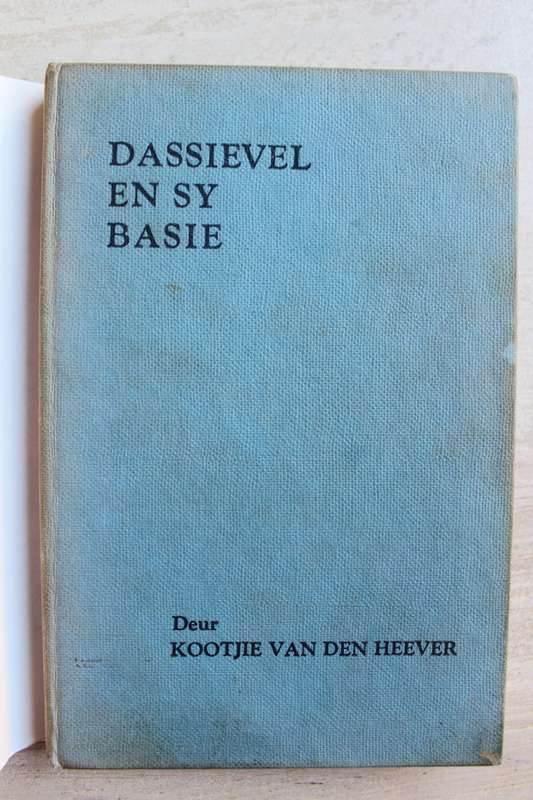 DASSIEVEL
EN SY
BASIE
Deur
KOOTJIE VAN DEN HEEVER